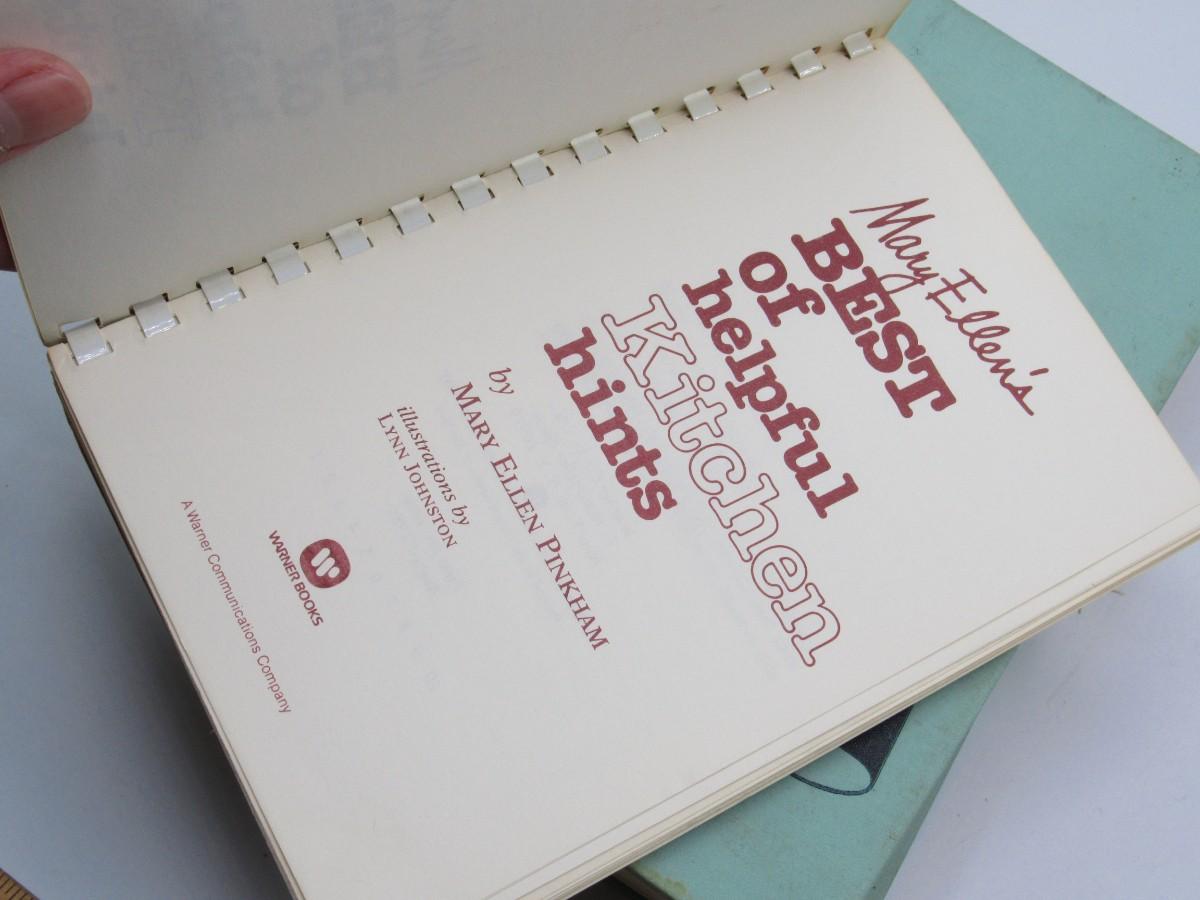 Mary Ellen's
BEST
of
helpful
Kitchen
hints
by
MARY ELLEN PINKHAM
illustrations by
LYNN JOHNSTON
WARNER BOOKS
A Warner Communications Company